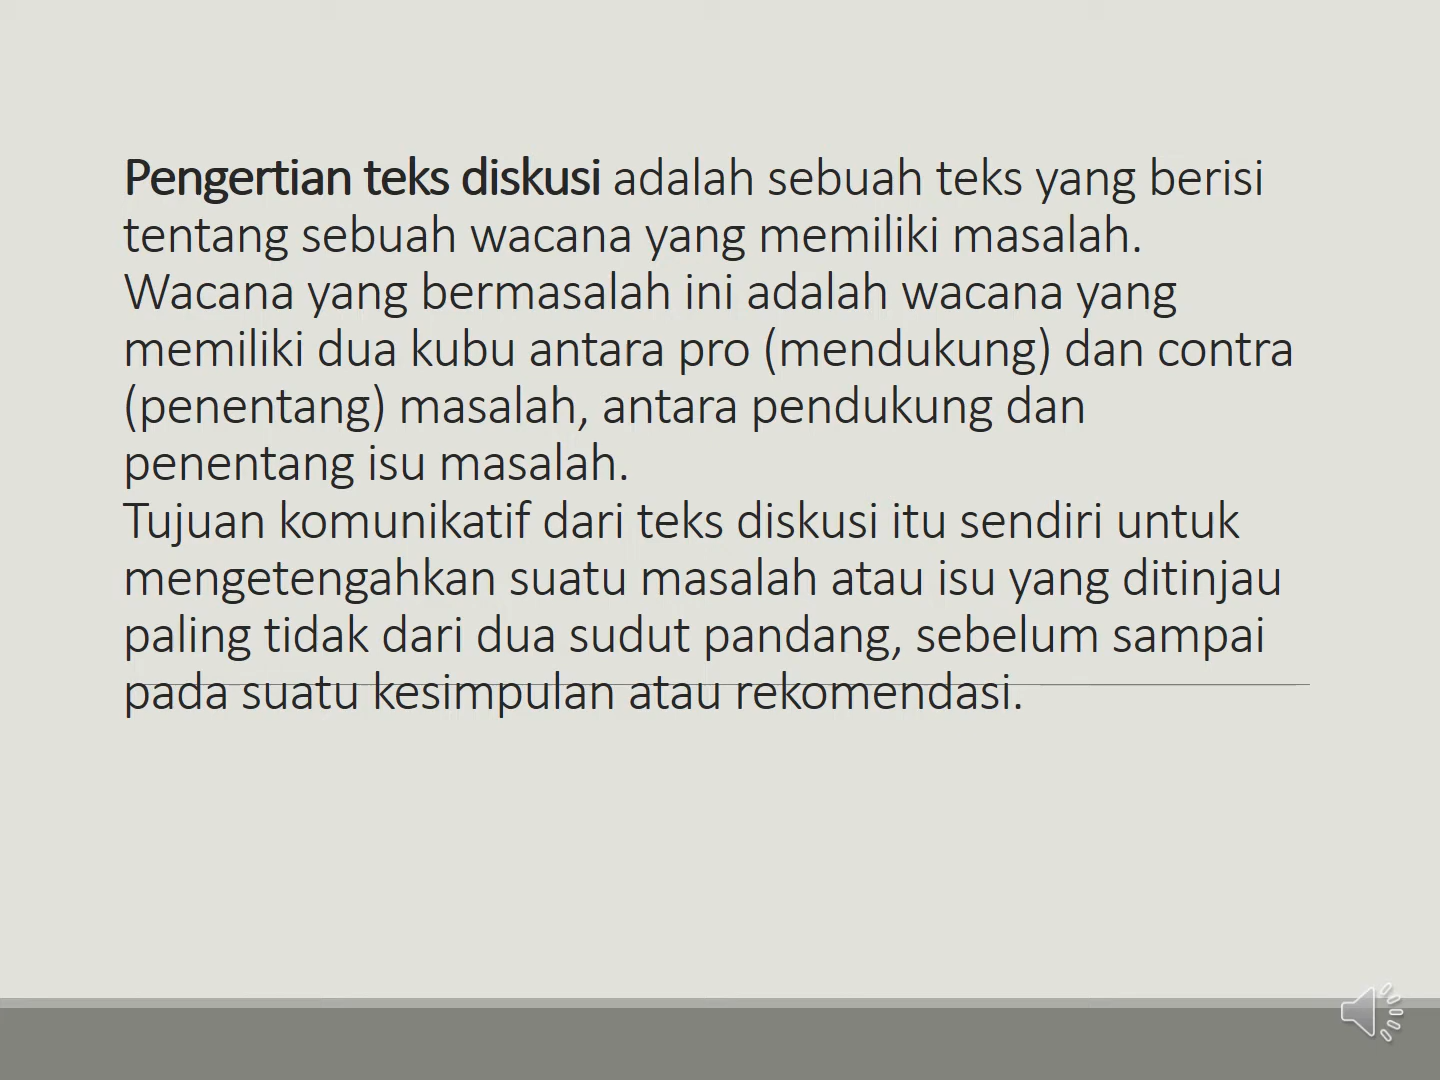 Pengertian teks diskusi adalah sebuah teks yang berisi
tentang sebuah wacana yang memiliki masalah.
Wacana yang bermasalah ini adalah wacana yang
memiliki dua kubu antara pro (mendukung) dan contra
(penentang) masalah, antara pendukung dan
penentang isu masalah.
Tujuan komunikatif dari teks diskusi itu sendiri untuk
mengetengahkan suatu masalah atau isu yang ditinjau
paling tidak dari dua sudut pandang, sebelum sampai
pada suatu kesimpulan atau rekomendasi.